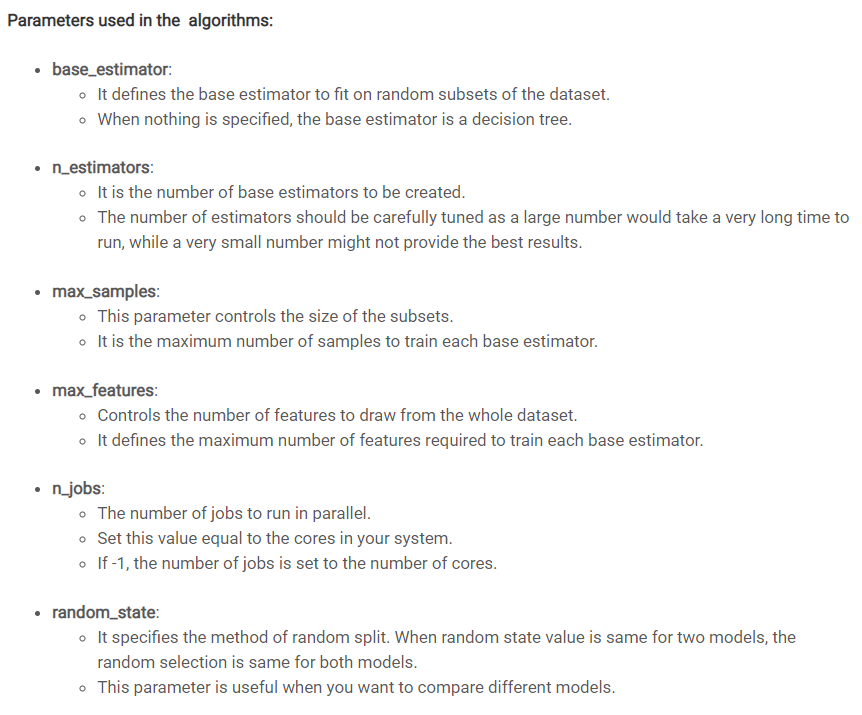 Parameters used in the  algorithms:
• base_estimator:
◦ It defines the base estimator to fit on random subsets of the dataset.
◦ When nothing is specified, the base estimator is a decision tree.
• n_estimators:
◦ It is the number of base estimators to be created.
◦ The number of estimators should be carefully tuned as a large number would take a very long time to
run, while a very small number might not provide the best results.
• max_samples:
◦ This parameter controls the size of the subsets.
◦ It is the maximum number of samples to train each base estimator.
• max_features:
◦ Controls the number of features to draw from the whole dataset.
◦ It defines the maximum number of features required to train each base estimator.
• n_jobs:
◦ The number of jobs to run in parallel.
◦ Set this value equal to the cores in your system.
◦ If -1, the number of jobs is set to the number of cores.
• random_state:
◦ It specifies the method of random split. When random state value is same for two models, the
random selection is same for both models.
◦ This parameter is useful when you want to compare different models.